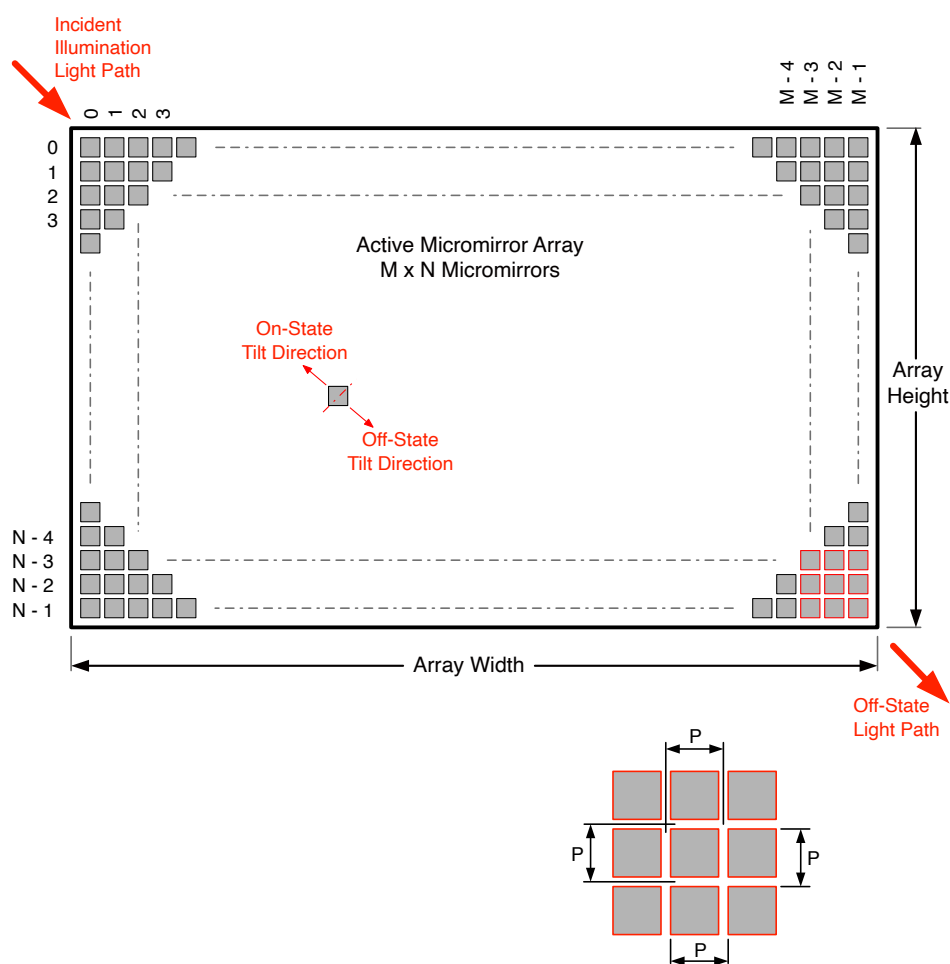 Incident
Illumination
Light Path
0
1
2
3
M - 4
M - 3
M - 2
M - 1
0
1
2
3
Active Micromirror Array
M x N Micromirrors
On-State
Tilt Direction
Off-State
Tilt Direction
Array
Height
N - 4
N - 3
N - 2
N - 1
Array Width
Off-State
Light Path
P
P
P
P